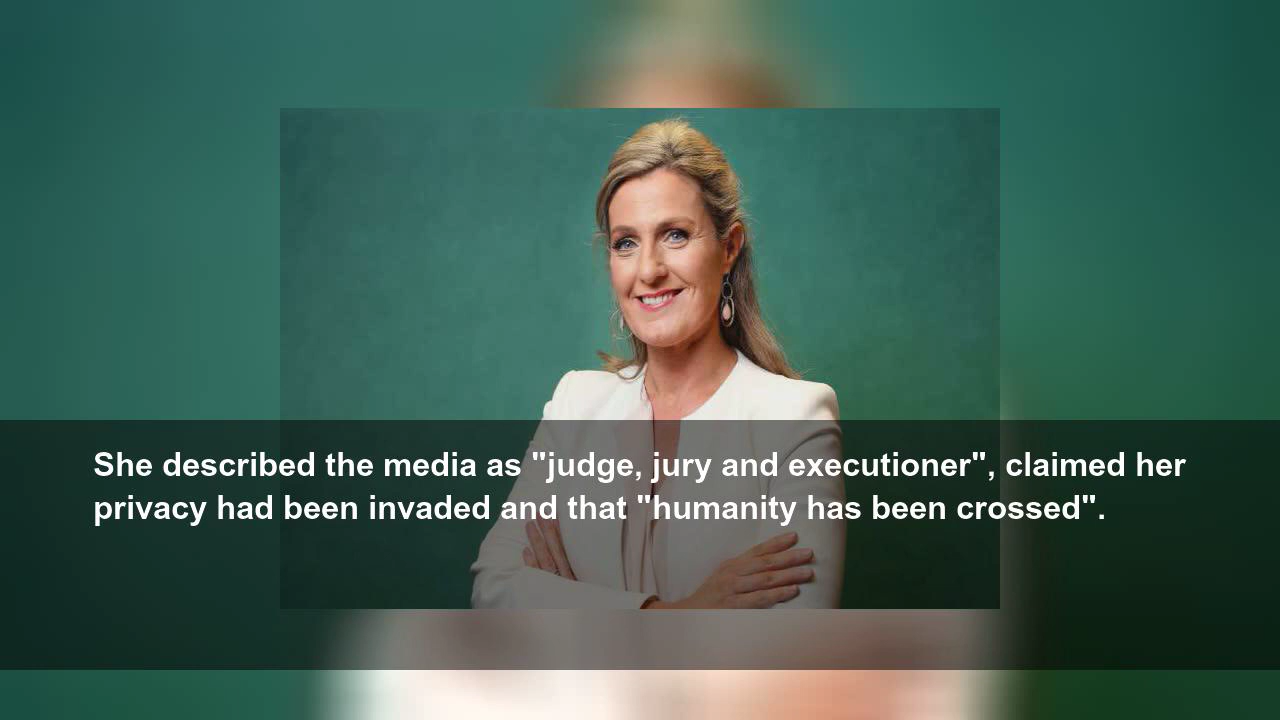 She described the media as "judge, jury and executioner", claimed her
privacy had been invaded and that "humanity has been crossed".